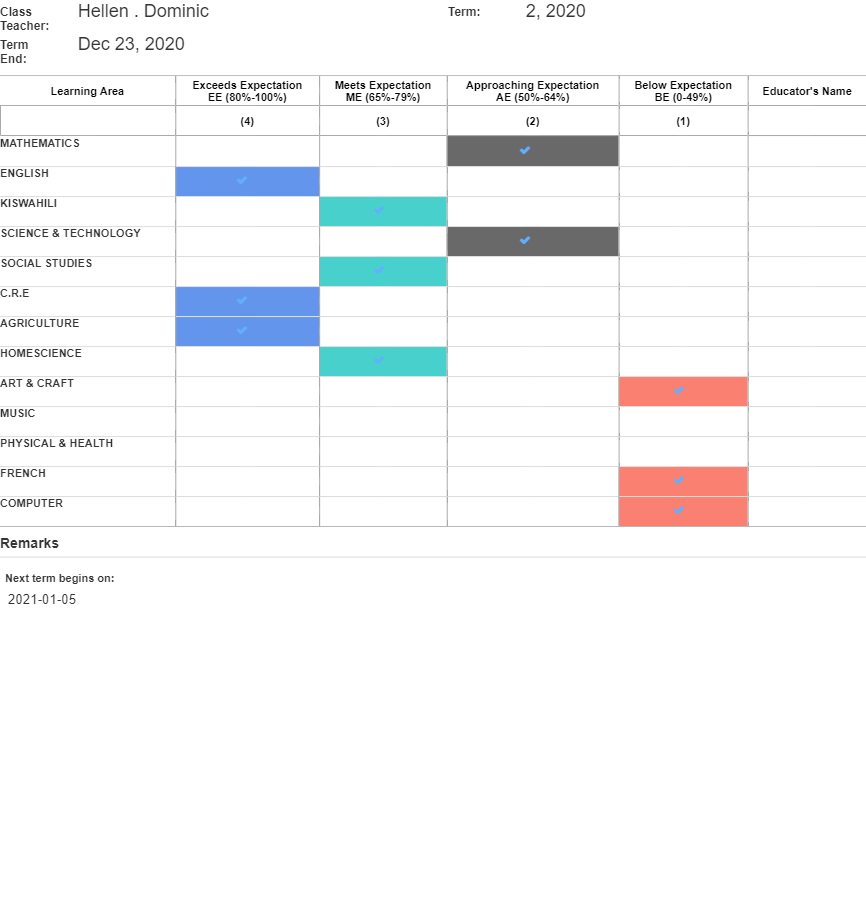 Class Teacher: Hellen . Dominic Term: 2, 2020
Term End: Dec 23, 2020
Learning Area Exceeds Expectation EE (80%-100%) Meets Expectation ME (65%-79%) Approaching Expectation AE (50%-64%) Below Expectation BE (0-49%) Educator's Name
(4) (3) (2) (1)
MATHEMATICS
ENGLISH
KISWAHILI
SCIENCE & TECHNOLOGY
SOCIAL STUDIES
C.R.E
AGRICULTURE
HOMESCIENCE
ART & CRAFT
MUSIC
PHYSICAL & HEALTH
FRENCH
COMPUTER
Remarks
Next term begins on:
2021-01-05